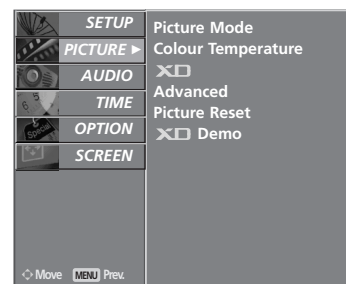 SETUP
PICTURE ►
AUDIO
TIME
OPTION
Special
SCREEN
Move MENU Prev.
Picture Mode
Colour Temperature
XD
Advanced
Picture Reset
XD Demo